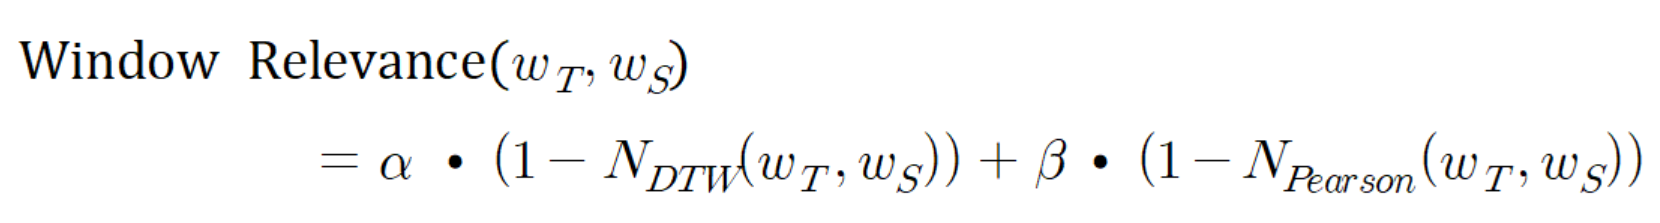 Window Relevance(w_T, w_S)
= α • (1 − N_DTW(w_T, w_S)) + β • (1 − N_Pearson(w_T, w_S))